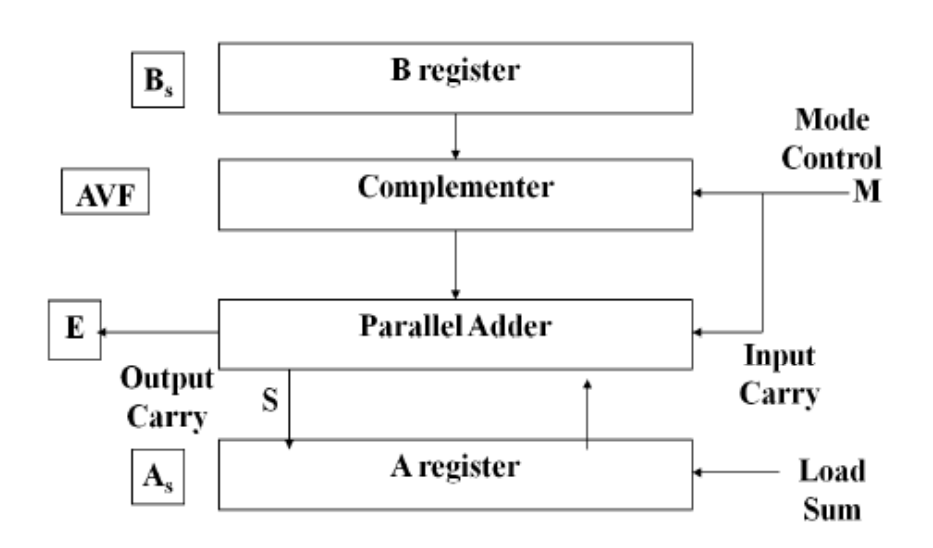 B register
Bs
Mode
Control
M
Complementer
AVF
Parallel Adder
E
Input
Carry
Output
Carry
S
A register
As
Load
Sum